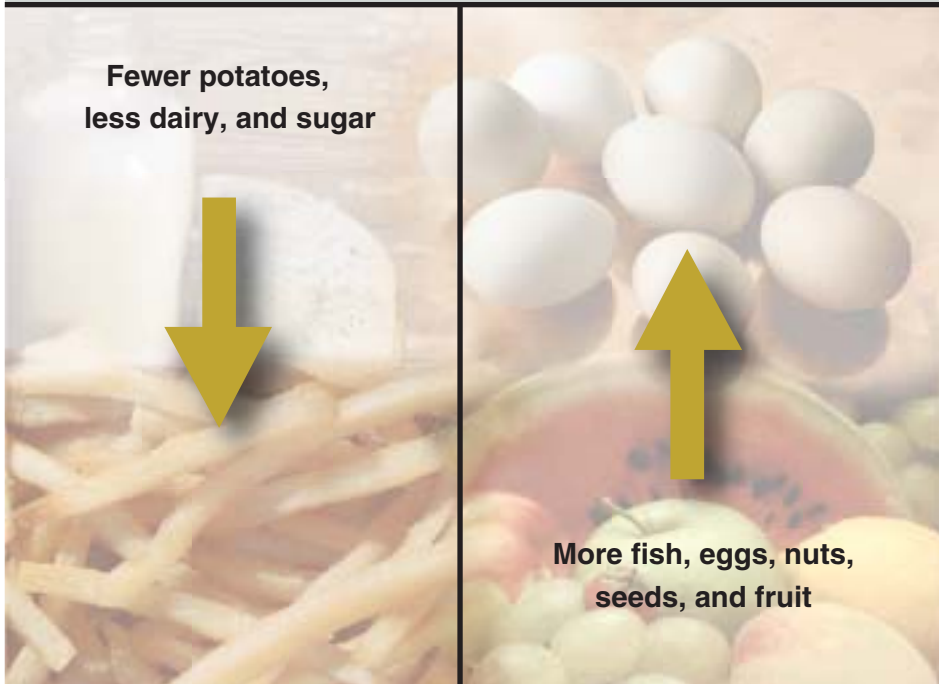 Fewer potatoes,
less dairy, and sugar
More fish, eggs, nuts,
seeds, and fruit